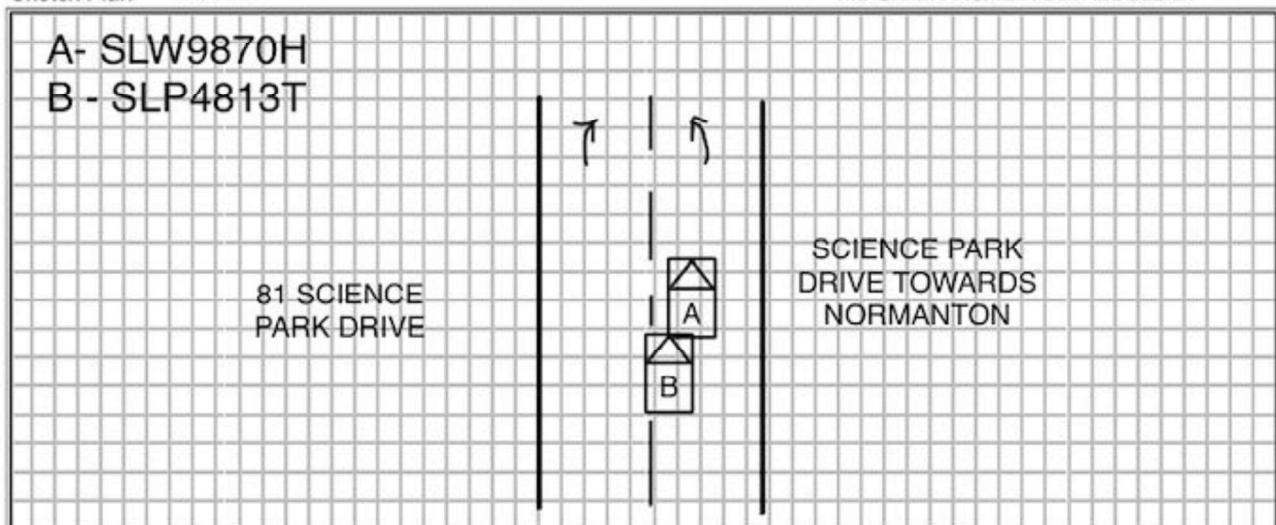 A- SLW9870H
B - SLP4813T
81 SCIENCE
PARK DRIVE
SCIENCE PARK
DRIVE TOWARDS
NORMANTON
A
B